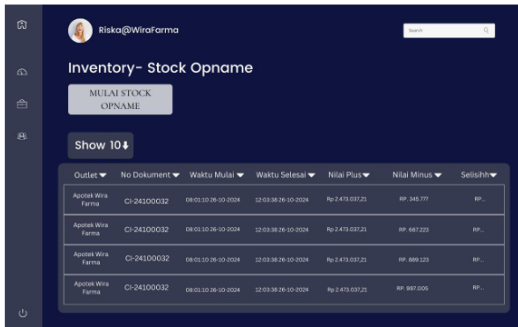 Riska@WiraFarma
Search
Inventory- Stock Opname
MULAI STOCK
OPNAME
Show 10
Outlet No Dokument Waktu Mulai Waktu Selesai Nilai Plus Nilai Minus Selisihh
Apotek Wira
Farma CI-24100032 08:01:10 26-10-2024 12:03:38 26-10-2024 Rp 2.473.037,21 RP. 345.777 RP...
Apotek Wira
Farma CI-24100032 08:01:10 26-10-2024 12:03:38 26-10-2024 Rp 2.473.037,21 RP. 667.223 RP...
Apotek Wira
Farma CI-24100032 08:01:10 26-10-2024 12:03:38 26-10-2024 Rp 2.473.037,21 RP. 889.123 RP...
Apotek Wira
Farma CI-24100032 08:01:10 26-10-2024 12:03:38 26-10-2024 Rp 2.473.037,21 RP. 997.005 RP...